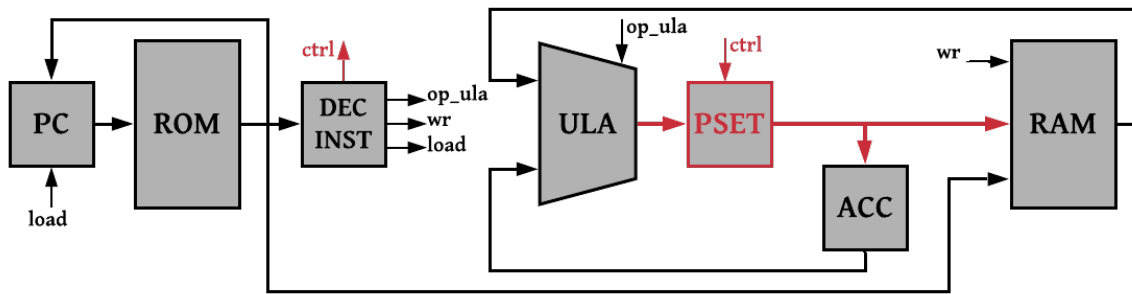 ctrl
op_ula
ctrl
wr
PC
ROM
DEC
INST
op_ula
wr
load
ULA
PSET
RAM
load
ACC